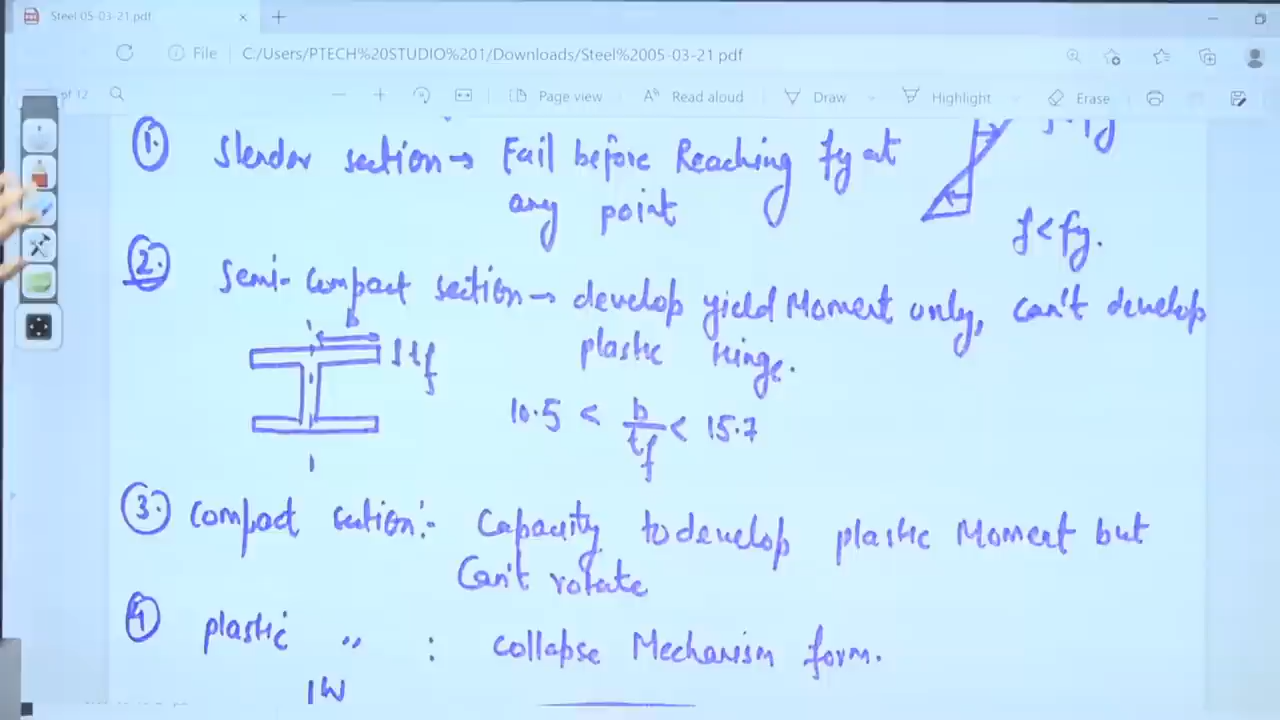 Steel 05-03-21.pdf
File C:/Users/PTECH%20STUDIO%201/Downloads/Steel%2005-03-21.pdf
of 12 Page view Read aloud Draw Highlight Erase
1. Slender section → Fail before Reaching fy at
any point
f < fy.
2. Semi-compact section → develop yield Moment only, can't develop
plastic Hinge.
b
tf
10.5 < b/tf < 15.7
3. Compact section :- Capacity to develop plastic Moment but
Can't rotate
4. plastic " : collapse Mechanism form.